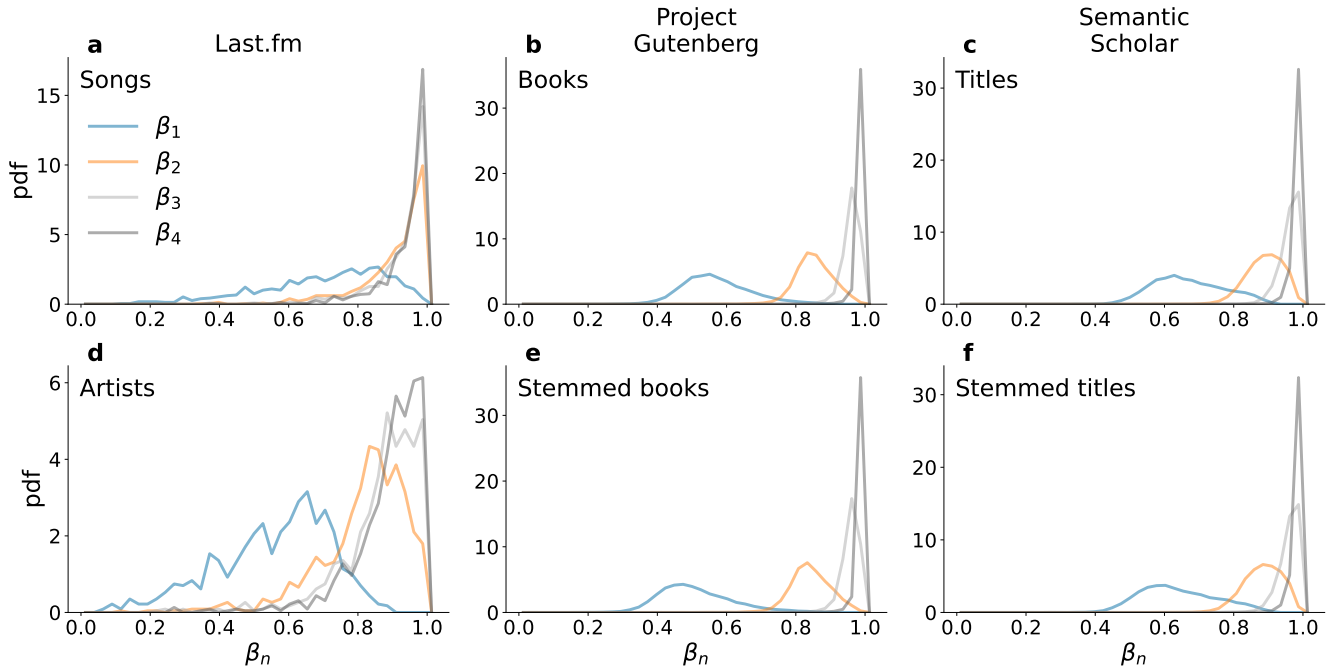 a
Last.fm
b
Project
Gutenberg
c
Semantic
Scholar
Songs
β1
β2
β3
β4
pdf
15
10
5
0
0.0 0.2 0.4 0.6 0.8 1.0
Books
30
20
10
0
0.0 0.2 0.4 0.6 0.8 1.0
Titles
30
20
10
0
0.0 0.2 0.4 0.6 0.8 1.0
d
Artists
pdf
6
4
2
0
0.0 0.2 0.4 0.6 0.8 1.0
βn
e
Stemmed books
30
20
10
0
0.0 0.2 0.4 0.6 0.8 1.0
βn
f
Stemmed titles
30
20
10
0
0.0 0.2 0.4 0.6 0.8 1.0
βn